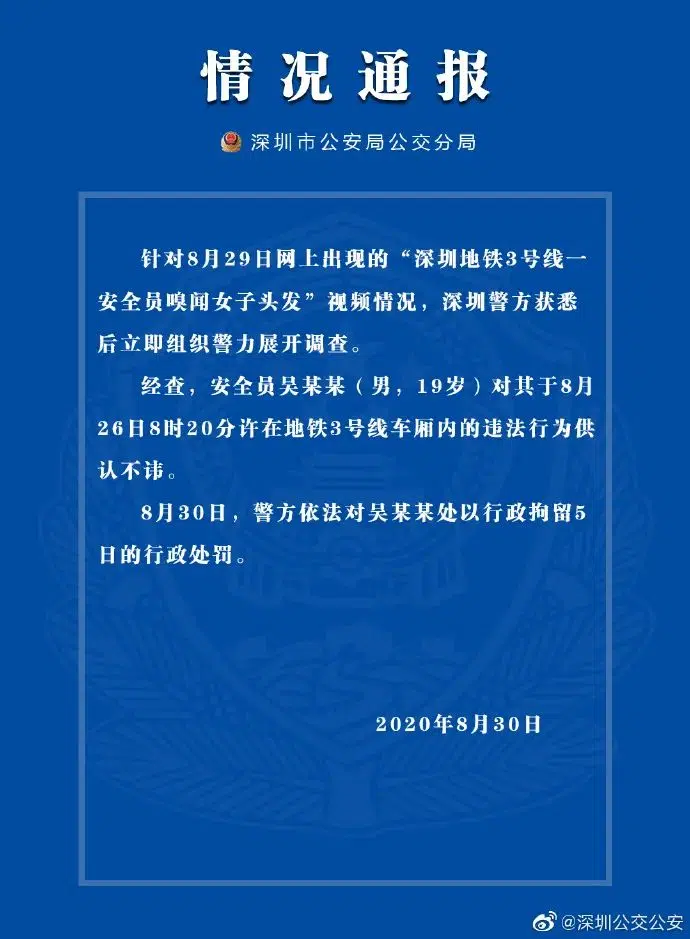 情况通报
深圳市公安局公交分局
针对8月29日网上出现的“深圳地铁3号线一
安全员嗅闻女子头发”视频情况，深圳警方获悉
后立即组织警力展开调查。
经查，安全员吴某某（男，19岁）对其于8月
26日8时20分许在地铁3号线车厢内的违法行为供
认不讳。
8月30日，警方依法对吴某某处以行政拘留5
日的行政处罚。
2020年8月30日
@深圳公交公安